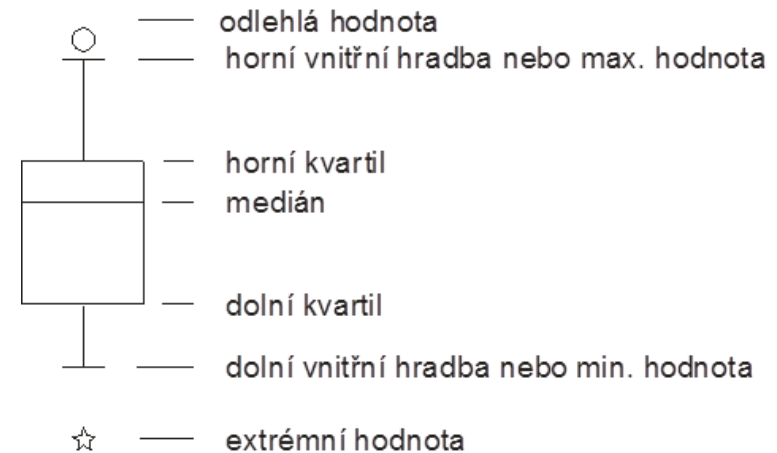 odlehlá hodnota
horní vnitřní hradba nebo max. hodnota
horní kvartil
medián
dolní kvartil
dolní vnitřní hradba nebo min. hodnota
extrémní hodnota